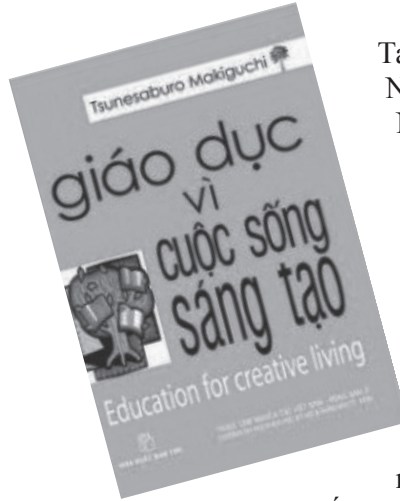 Tsunesaburo Makiguchi
giáo dục
vì
cuộc sống
sáng tạo
Education for creative living
Ta
N